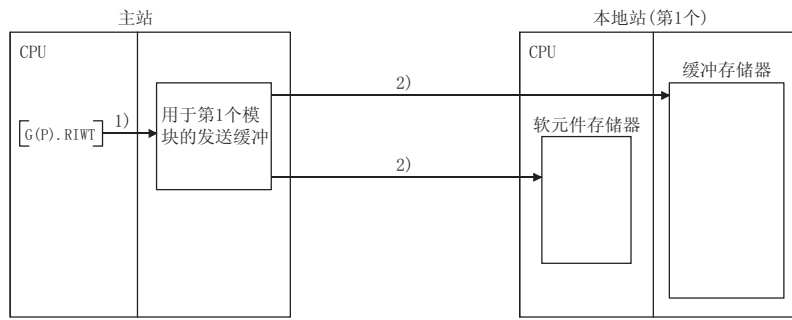 主站
本地站(第1个)
CPU
CPU
缓冲存储器
2)
用于第1个模
块的发送缓冲
1)
G(P).RIWT
软元件存储器
2)